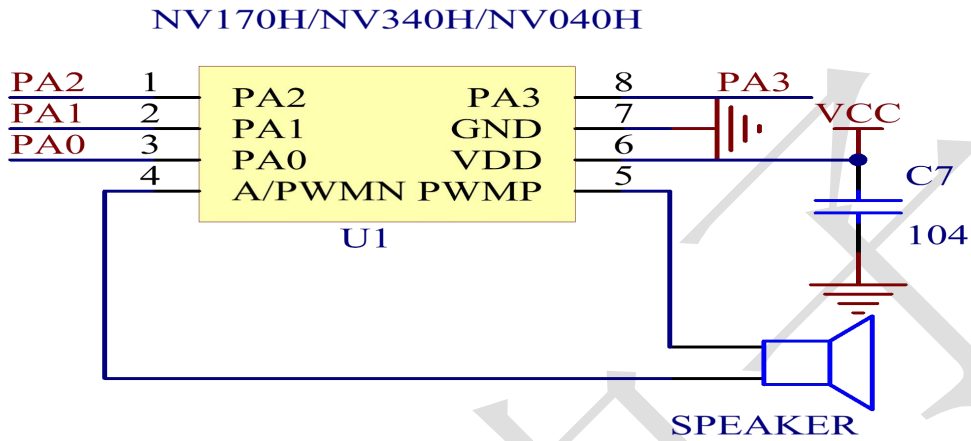 NV170H/NV340H/NV040H
PA2 1 PA2 PA3 8 PA3
PA1 2 PA1 GND 7
VCC
PA0 3 PA0 VDD 6
4 A/PWMN PWMP 5
C7
U1
104
SPEAKER